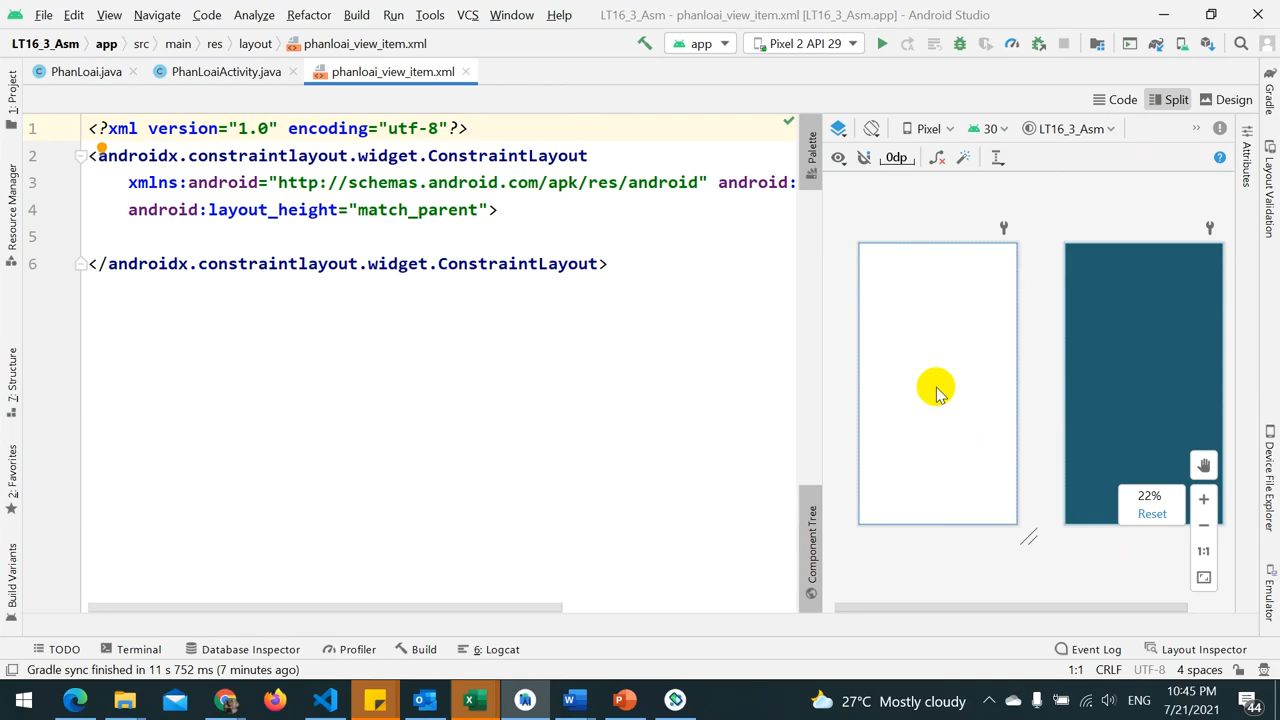 File Edit View Navigate Code Analyze Refactor Build Run Tools VCS Window Help LT16_3_Asm - phanloai_view_item.xml [LT16_3_Asm.app] - Android Studio
LT16_3_Asm app src main res layout phanloai_view_item.xml app Pixel 2 API 29
PhanLoai.java PhanLoaiActivity.java phanloai_view_item.xml
Code Split Design
1 <?xml version="1.0" encoding="utf-8"?>
2 <androidx.constraintlayout.widget.ConstraintLayout
3 xmlns:android="http://schemas.android.com/apk/res/android" android:
4 android:layout_height="match_parent">
5
6 </androidx.constraintlayout.widget.ConstraintLayout>
Pixel 30 LT16_3_Asm
0dp
22%
Reset
1:1
1: Project
Resource Manager
7: Structure
2: Favorites
Build Variants
Palette
Component Tree
Attributes
Gradle
Layout Validation
Device File Explorer
Emulator
TODO Terminal Database Inspector Profiler Build 6: Logcat Event Log Layout Inspector
Gradle sync finished in 11 s 752 ms (7 minutes ago) 1:1 CRLF UTF-8 4 spaces
27°C Mostly cloudy ENG 10:45 PM
7/21/2021
44